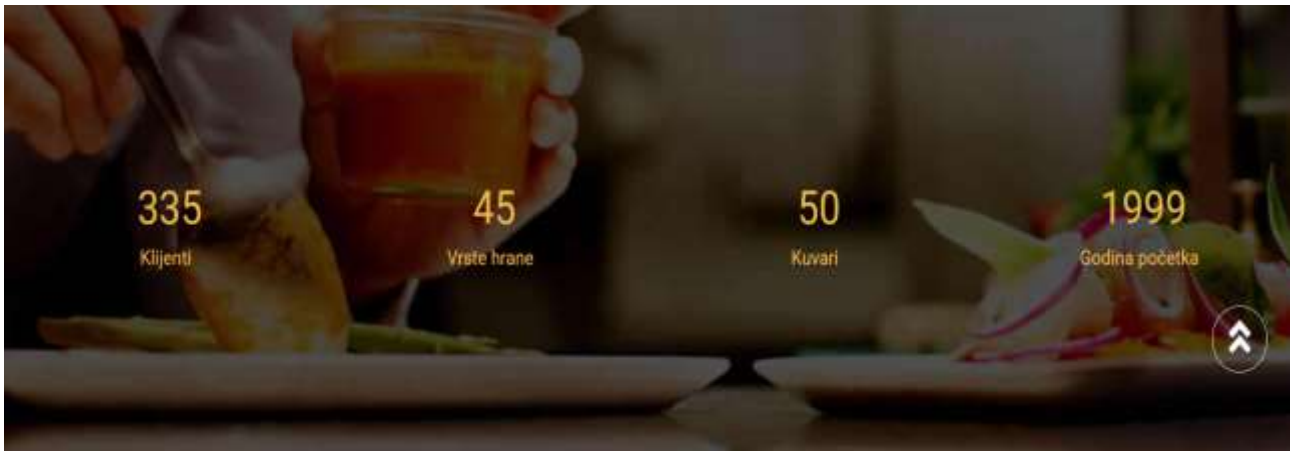 335
Klijenti
45
Vrste hrane
50
Kuvari
1999
Godina početka